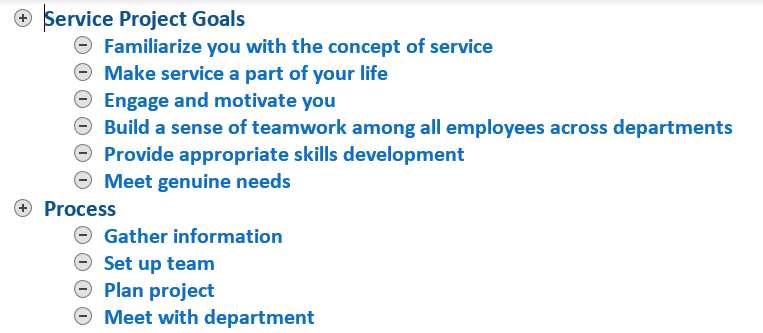 Service Project Goals
Familiarize you with the concept of service
Make service a part of your life
Engage and motivate you
Build a sense of teamwork among all employees across departments
Provide appropriate skills development
Meet genuine needs
Process
Gather information
Set up team
Plan project
Meet with department